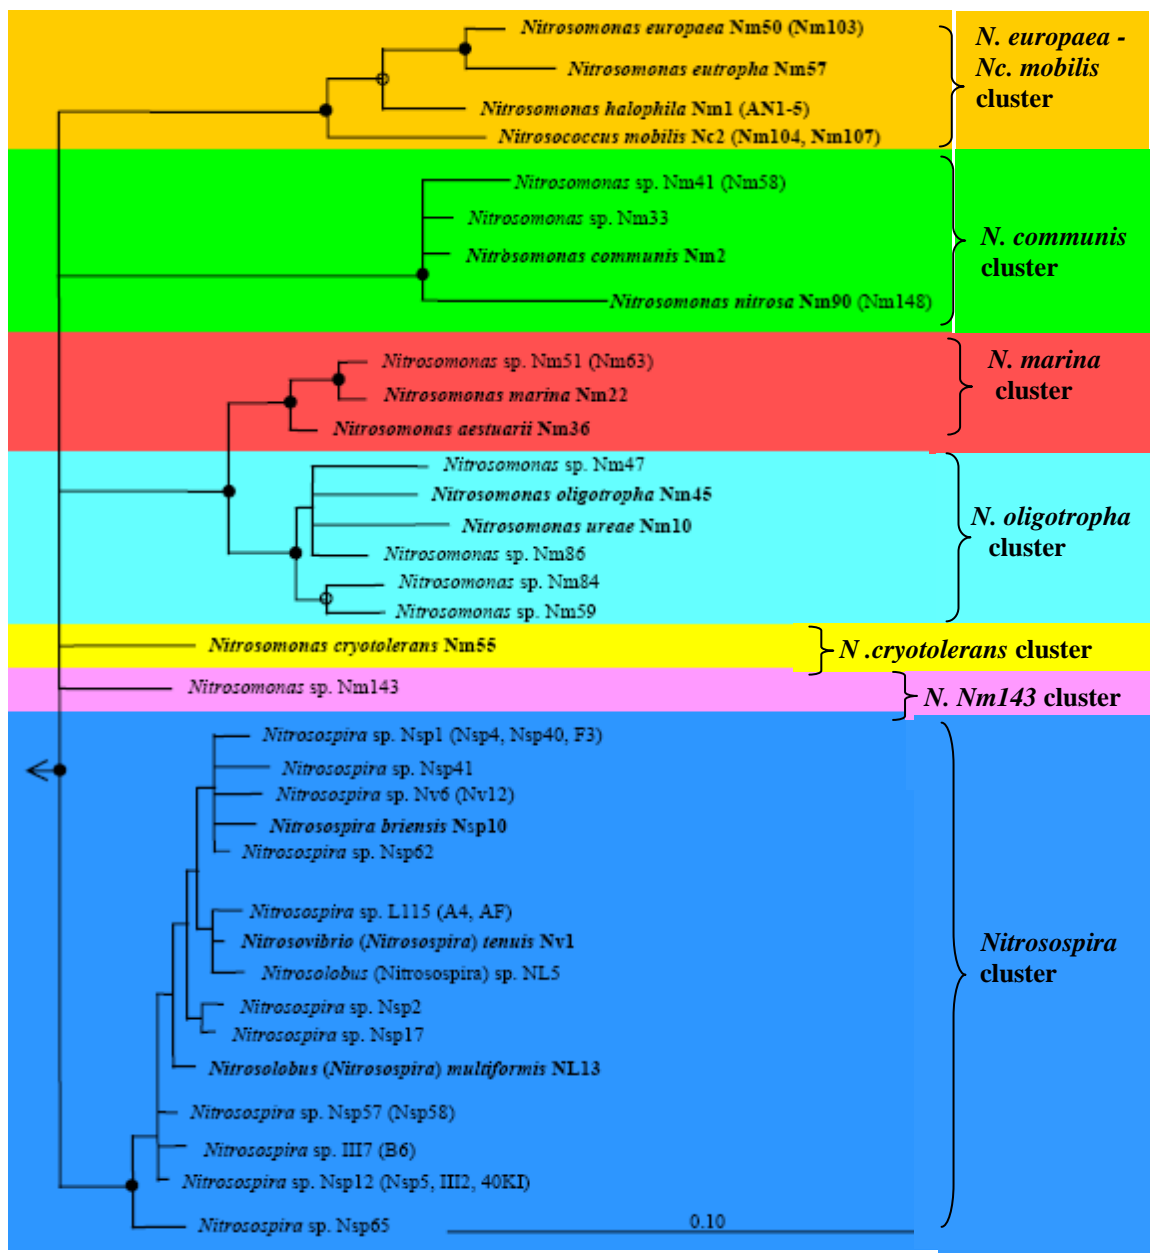 Nitrosomonas europaea Nm50 (Nm103)
Nitrosomonas eutropha Nm57
Nitrosomonas halophila Nm1 (AN1-5)
Nitrosococcus mobilis Nc2 (Nm104, Nm107)
N. europaea -
Nc. mobilis
cluster
Nitrosomonas sp. Nm41 (Nm58)
Nitrosomonas sp. Nm33
Nitrosomonas communis Nm2
Nitrosomonas nitrosa Nm90 (Nm148)
N. communis
cluster
Nitrosomonas sp. Nm51 (Nm63)
Nitrosomonas marina Nm22
Nitrosomonas aestuarii Nm36
N. marina
cluster
Nitrosomonas sp. Nm47
Nitrosomonas oligotropha Nm45
Nitrosomonas ureae Nm10
Nitrosomonas sp. Nm86
Nitrosomonas sp. Nm84
Nitrosomonas sp. Nm59
N. oligotropha
cluster
Nitrosomonas cryotolerans Nm55
N .cryotolerans cluster
Nitrosomonas sp. Nm143
N. Nm143 cluster
Nitrosospira sp. Nsp1 (Nsp4, Nsp40, F3)
Nitrosospira sp. Nsp41
Nitrosospira sp. Nv6 (Nv12)
Nitrosospira briensis Nsp10
Nitrosospira sp. Nsp62
Nitrosospira sp. L115 (A4, AF)
Nitrosovibrio (Nitrosospira) tenuis Nv1
Nitrosolobus (Nitrosospira) sp. NL5
Nitrosospira sp. Nsp2
Nitrosospira sp. Nsp17
Nitrosolobus (Nitrosospira) multiformis NL13
Nitrosospira sp. Nsp57 (Nsp58)
Nitrosospira sp. III7 (B6)
Nitrosospira sp. Nsp12 (Nsp5, III2, 40KI)
Nitrosospira sp. Nsp65
Nitrosospira
cluster
0.10